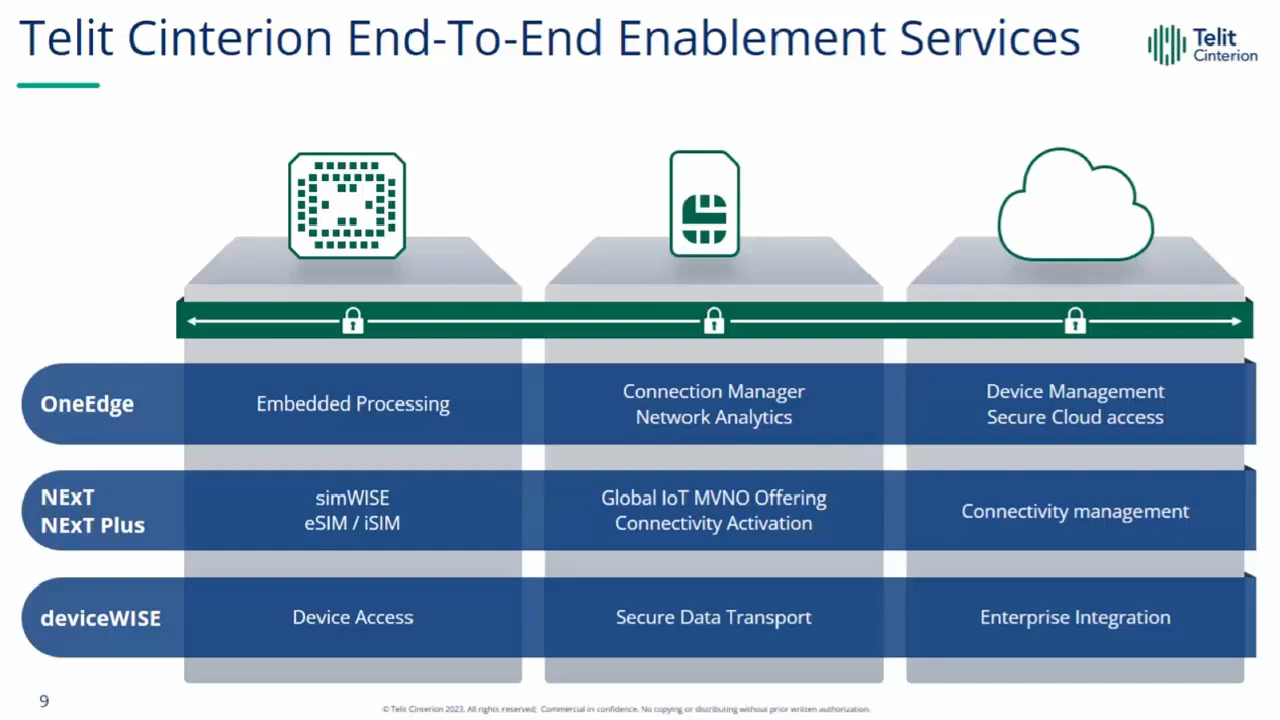 Telit Cinterion End-To-End Enablement Services
Telit
Cinterion
OneEdge
Embedded Processing
Connection Manager
Network Analytics
Device Management
Secure Cloud access
NExT
NExT Plus
simWISE
eSIM / iSIM
Global IoT MVNO Offering
Connectivity Activation
Connectivity management
deviceWISE
Device Access
Secure Data Transport
Enterprise Integration
9
© Telit Cinterion 2023. All rights reserved; Commercial in confidence. No copying or distributing without prior written authorization.